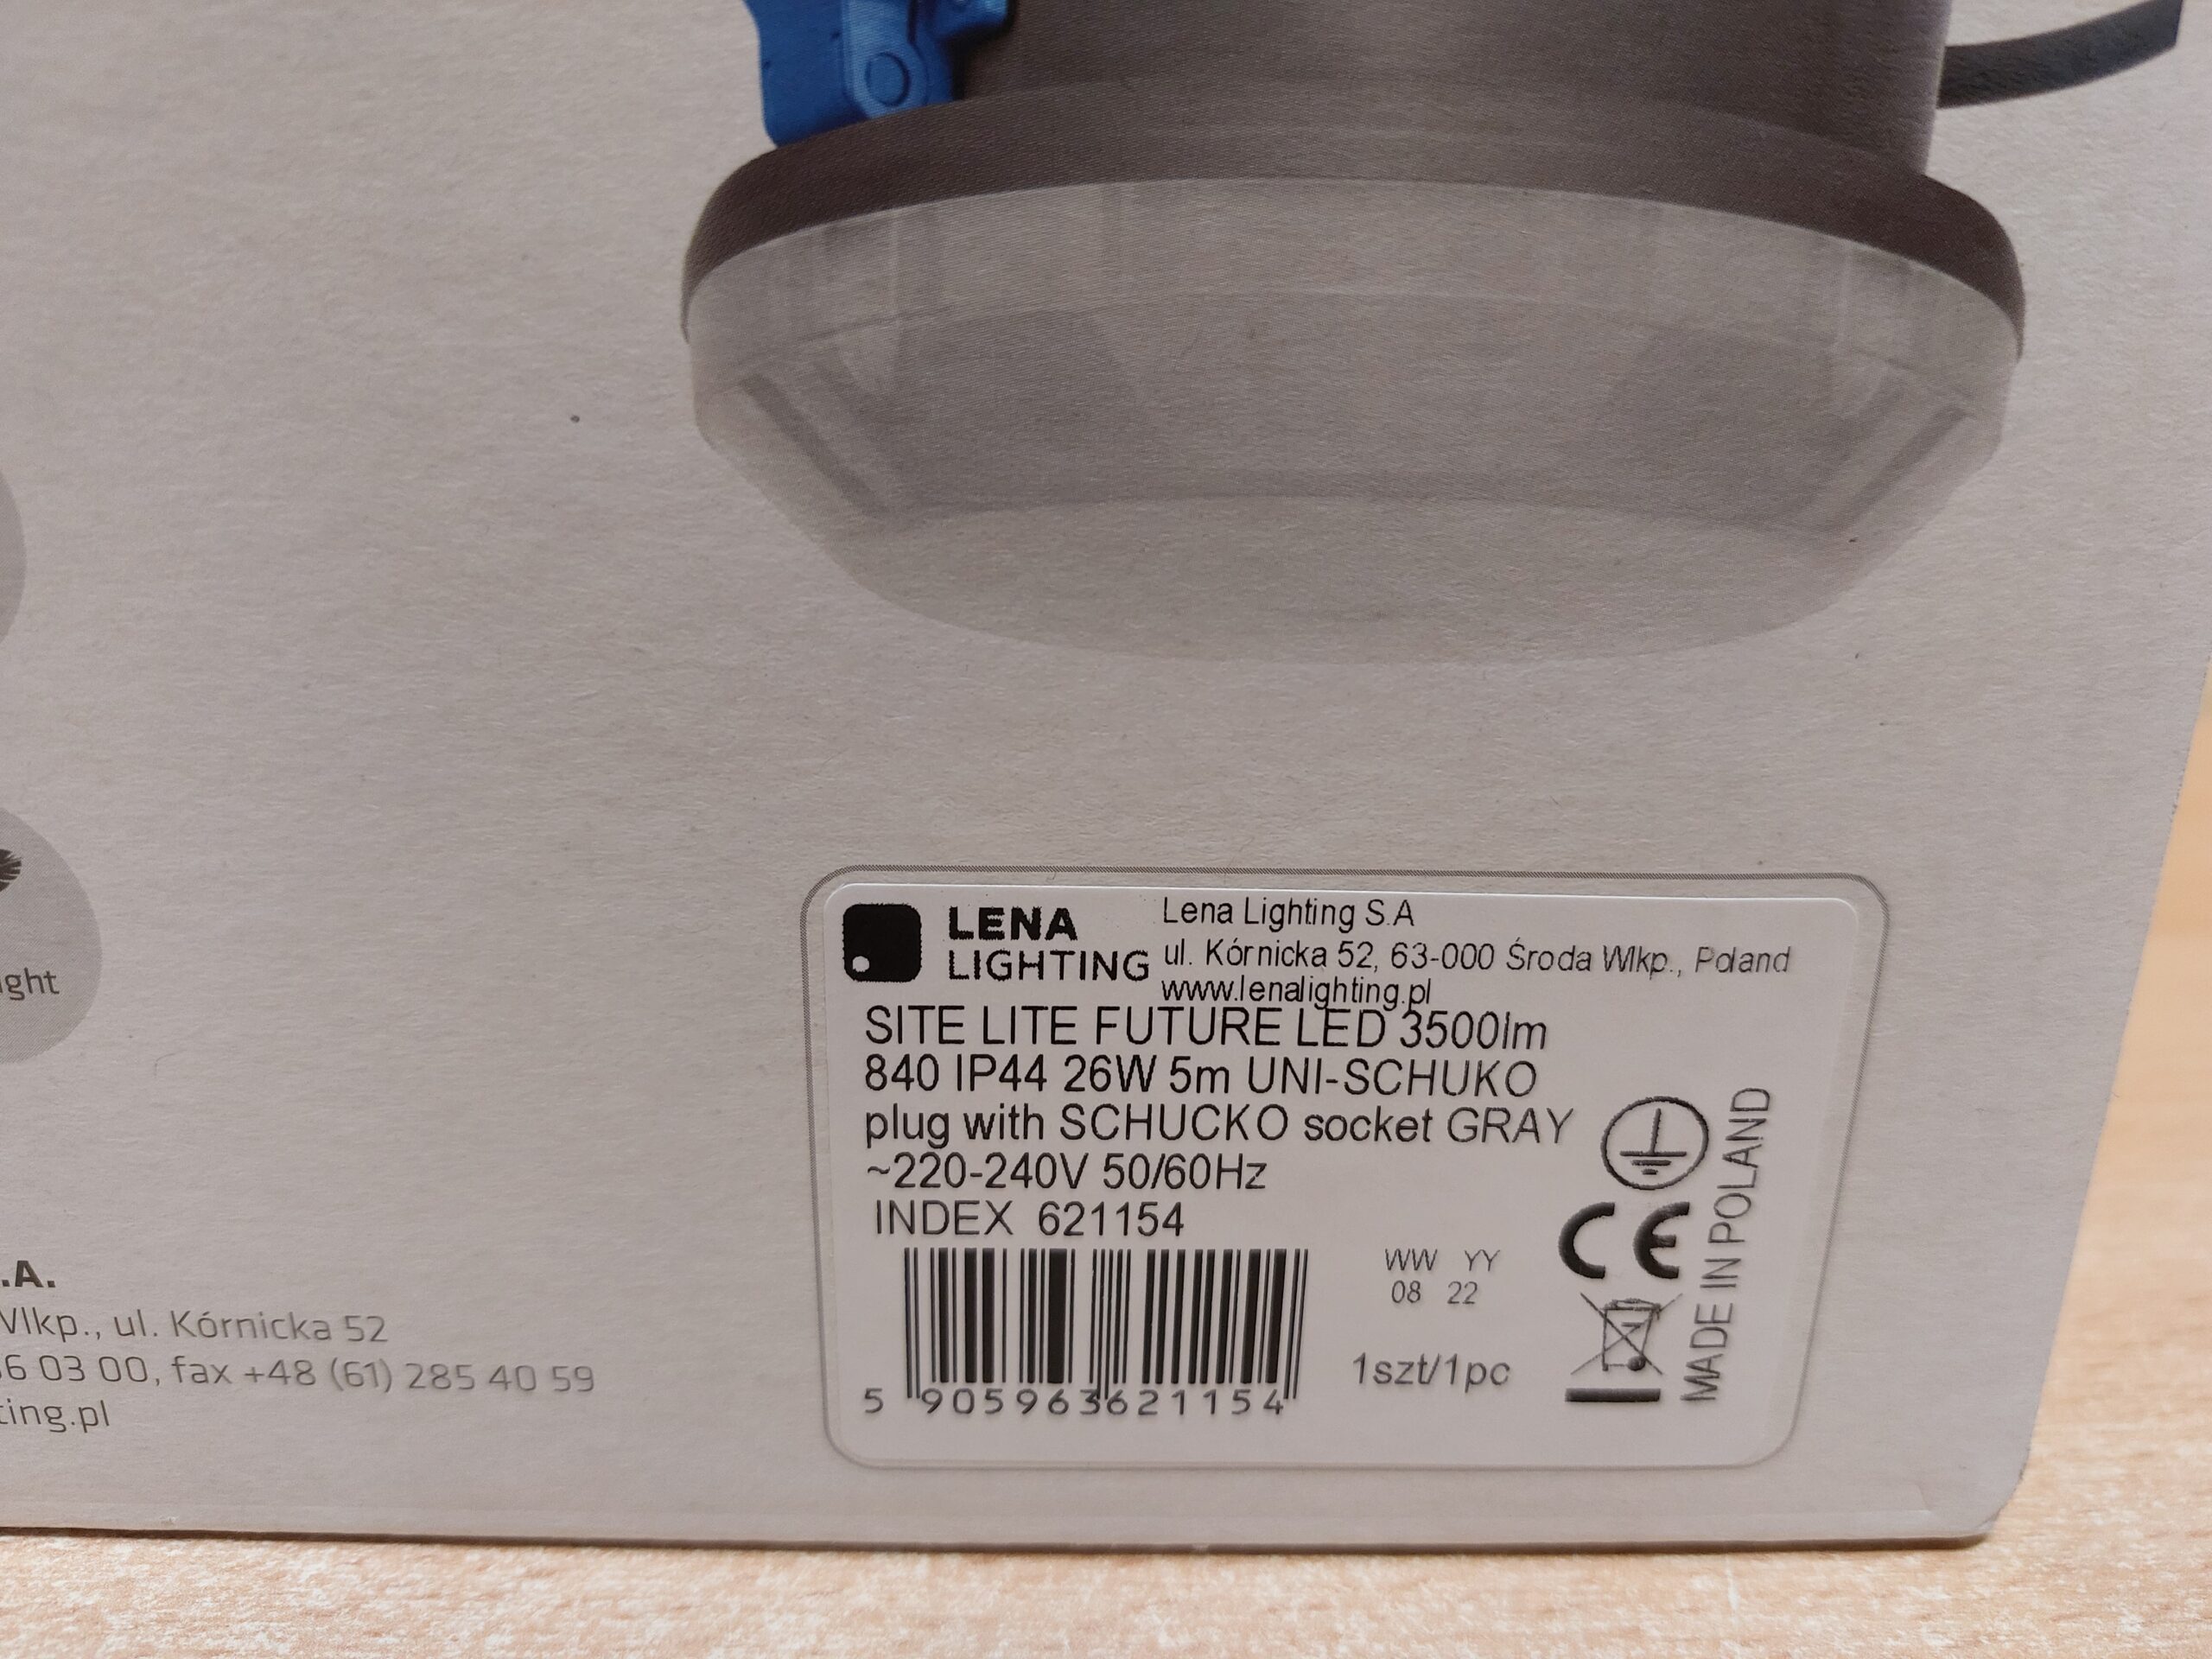 ght
.A.
Wlkp., ul. Kórnicka 52
6 03 00, fax +48 (61) 285 40 59
ting.pl
LENA
LIGHTING
Lena Lighting S.A
ul. Kórnicka 52, 63-000 Środa Wlkp., Poland
www.lenalighting.pl
SITE LITE FUTURE LED 3500lm
840 IP44 26W 5m UNI-SCHUKO
plug with SCHUCKO socket GRAY
~220-240V 50/60Hz
INDEX 621154
5 905963 621154
WW YY
08 22
1szt/1pc
CE
MADE IN POLAND